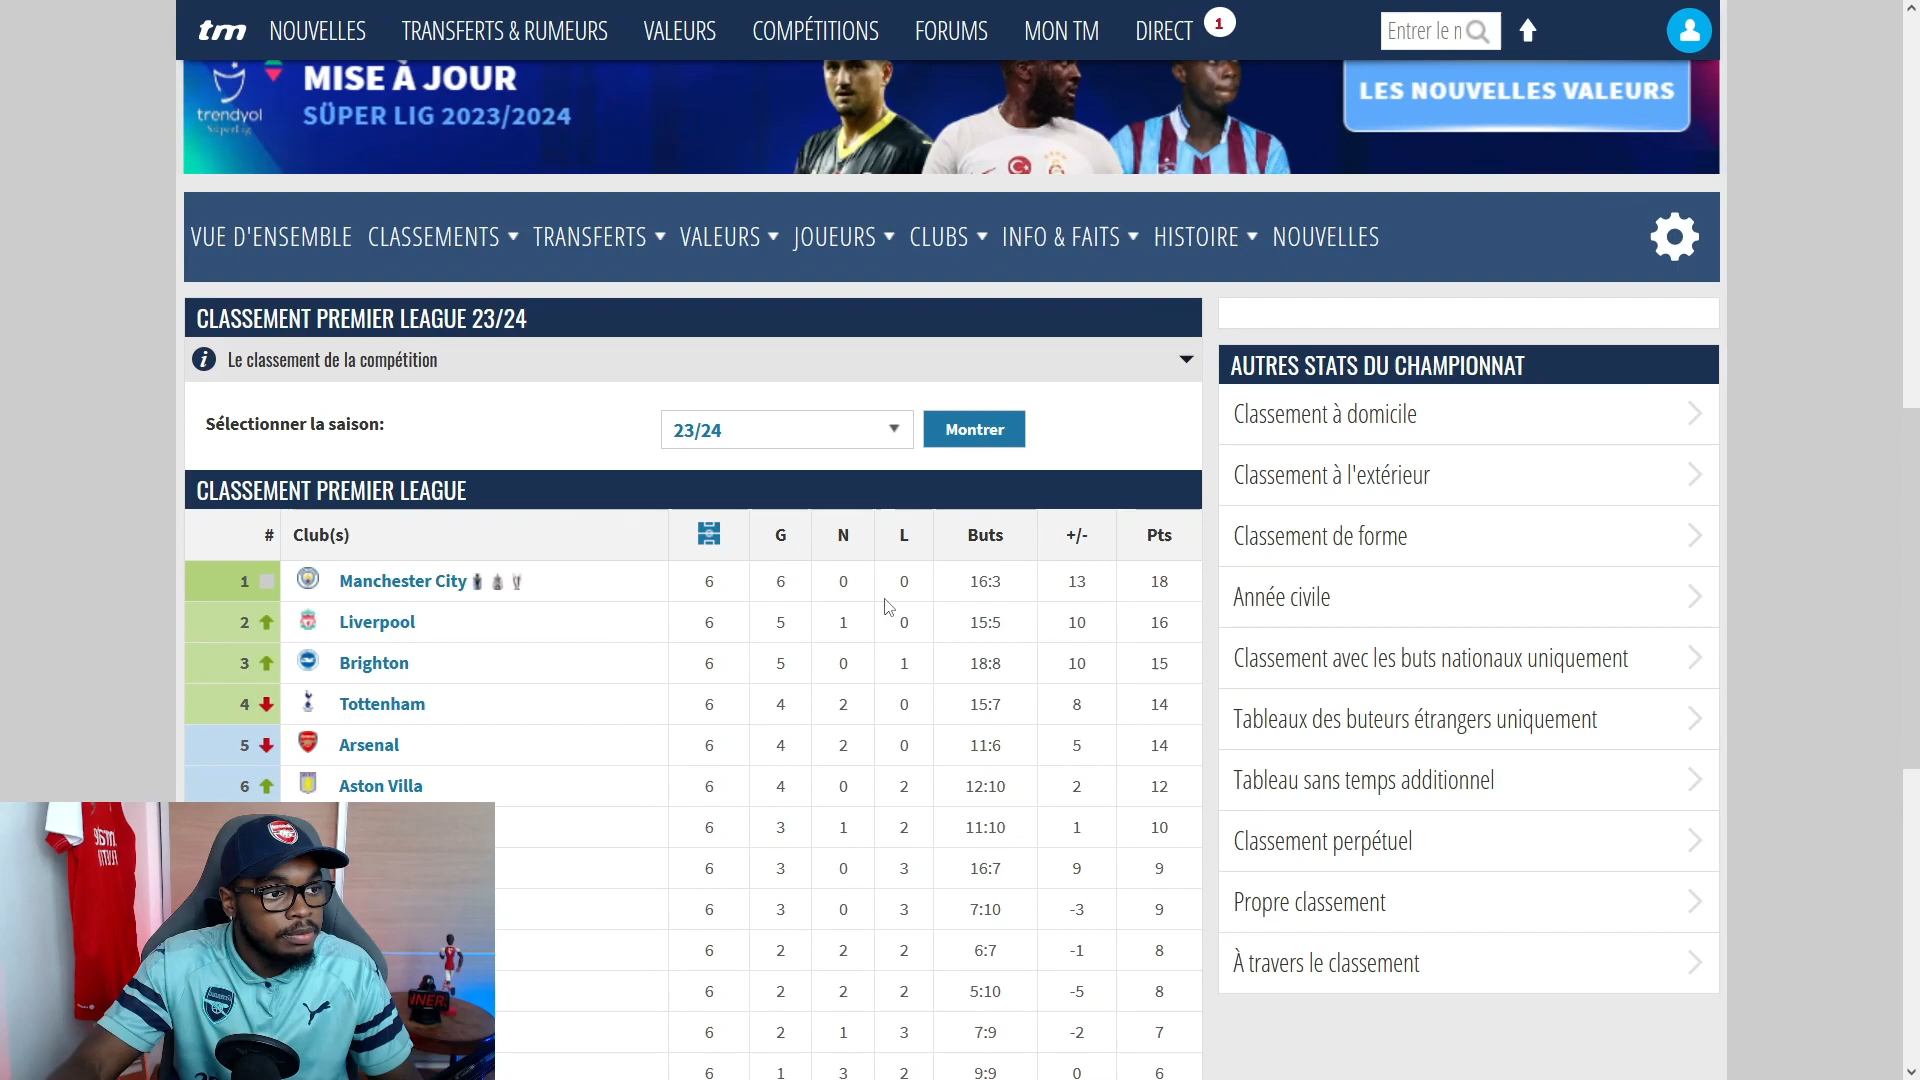 tm NOUVELLES TRANSFERTS & RUMEURS VALEURS COMPÉTITIONS FORUMS MON TM DIRECT 1 Entrer le n
MISE À JOUR
SÜPER LIG 2023/2024
trendyol
SüperLig
LES NOUVELLES VALEURS
VUE D'ENSEMBLE CLASSEMENTS TRANSFERTS VALEURS JOUEURS CLUBS INFO & FAITS HISTOIRE NOUVELLES
CLASSEMENT PREMIER LEAGUE 23/24
i Le classement de la compétition
Sélectionner la saison: 23/24 Montrer
CLASSEMENT PREMIER LEAGUE
# Club(s) G N L Buts +/- Pts
1 Manchester City 6 6 0 0 16:3 13 18
2 Liverpool 6 5 1 0 15:5 10 16
3 Brighton 6 5 0 1 18:8 10 15
4 Tottenham 6 4 2 0 15:7 8 14
5 Arsenal 6 4 2 0 11:6 5 14
6 Aston Villa 6 4 0 2 12:10 2 12
6 3 1 2 11:10 1 10
6 3 0 3 16:7 9 9
6 3 0 3 7:10 -3 9
6 2 2 2 6:7 -1 8
6 2 2 2 5:10 -5 8
6 2 1 3 7:9 -2 7
6 1 3 2 9:9 0 6
AUTRES STATS DU CHAMPIONNAT
Classement à domicile
Classement à l'extérieur
Classement de forme
Année civile
Classement avec les buts nationaux uniquement
Tableaux des buteurs étrangers uniquement
Tableau sans temps additionnel
Classement perpétuel
Propre classement
À travers le classement
Arsenal